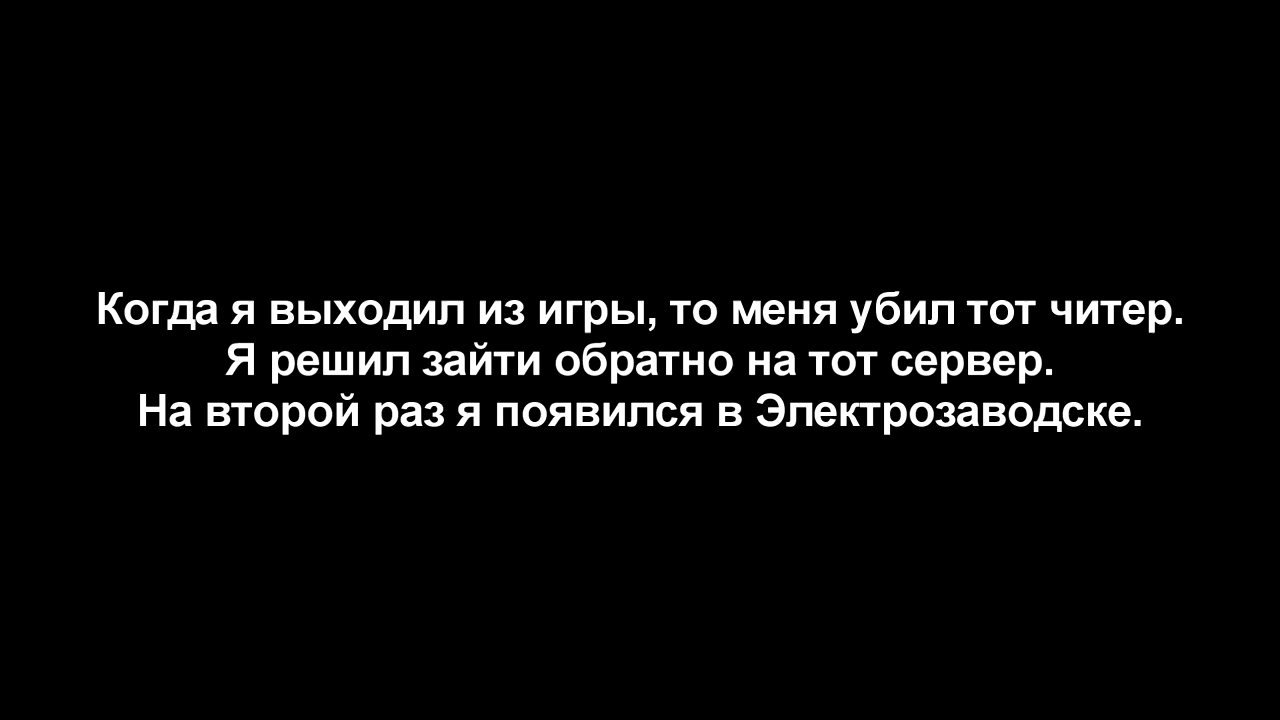 Когда я выходил из игры, то меня убил тот читер.
Я решил зайти обратно на тот сервер.
На второй раз я появился в Электрозаводске.